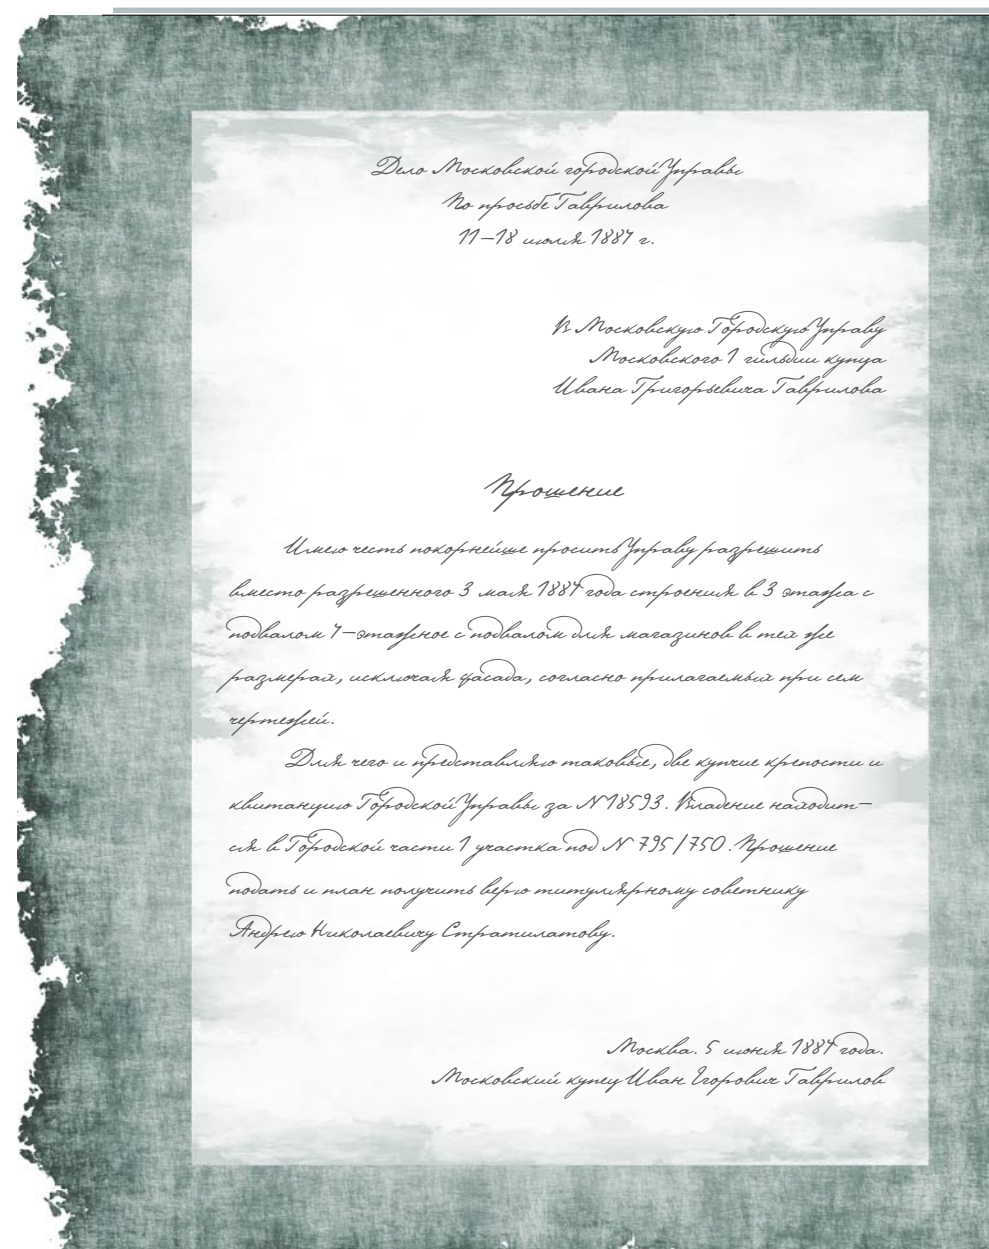 Дело Московской городской Управы
По просьбе Гаврилова
11–18 июля 1884 г.
В Московскую Городскую Управу
Московского 1 гильдии купца
Ивана Григорьевича Гаврилова
Прошение
Имею честь покорнейше просить Управу разрешить
вместо разрешенного 3 мая 1884 года строения в 3 этажа с
подвалом 4–этажное с подвалом для магазинов в тех же
размерах, исключая фасада, согласно прилагаемых при сем
чертежей.
Для чего и представляю таковые, две купчие крепости и
квитанцию Городской Управы за №18593. Владение находит–
ся в Городской части 1 участка под № 795/750. Прошение
подать и план получить верю титулярному советнику
Андрею Николаевичу Стратилатову.
Москва. 5 июня 1884 года.
Московский купец Иван Егорович Гаврилов